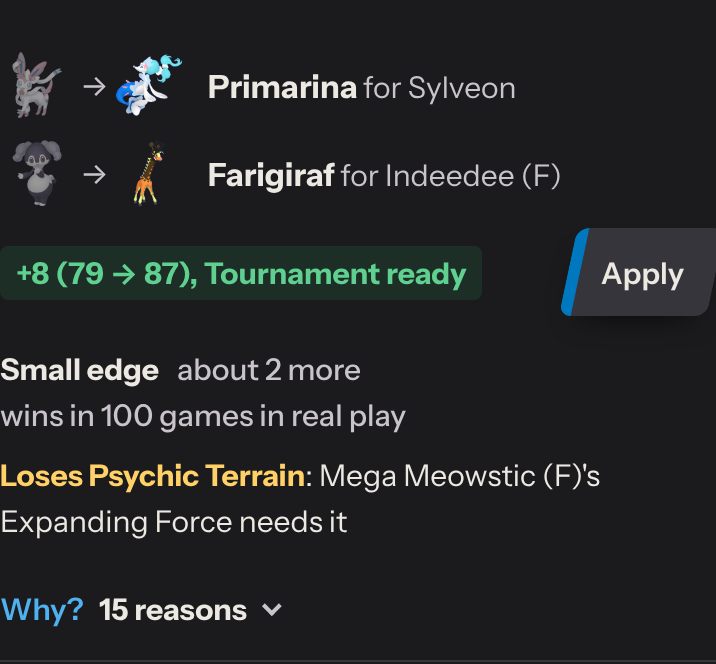 → Primarina for Sylveon
→ Farigiraf for Indeedee (F)
+8 (79 → 87), Tournament ready
Apply
Small edge about 2 more
wins in 100 games in real play
Loses Psychic Terrain: Mega Meowstic (F)'s
Expanding Force needs it
Why? 15 reasons